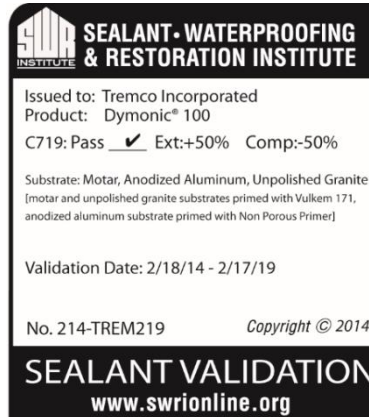 SWR
INSTITUTE
SEALANT • WATERPROOFING
& RESTORATION INSTITUTE
Issued to: Tremco Incorporated
Product: Dymonic® 100
C719: Pass ✔ Ext:+50% Comp:-50%
Substrate: Motar, Anodized Aluminum, Unpolished Granite
[motar and unpolished granite substrates primed with Vulkem 171,
anodized aluminum substrate primed with Non Porous Primer]
Validation Date: 2/18/14 - 2/17/19
No. 214-TREM219 Copyright © 2014
SEALANT VALIDATION
www.swrionline.org